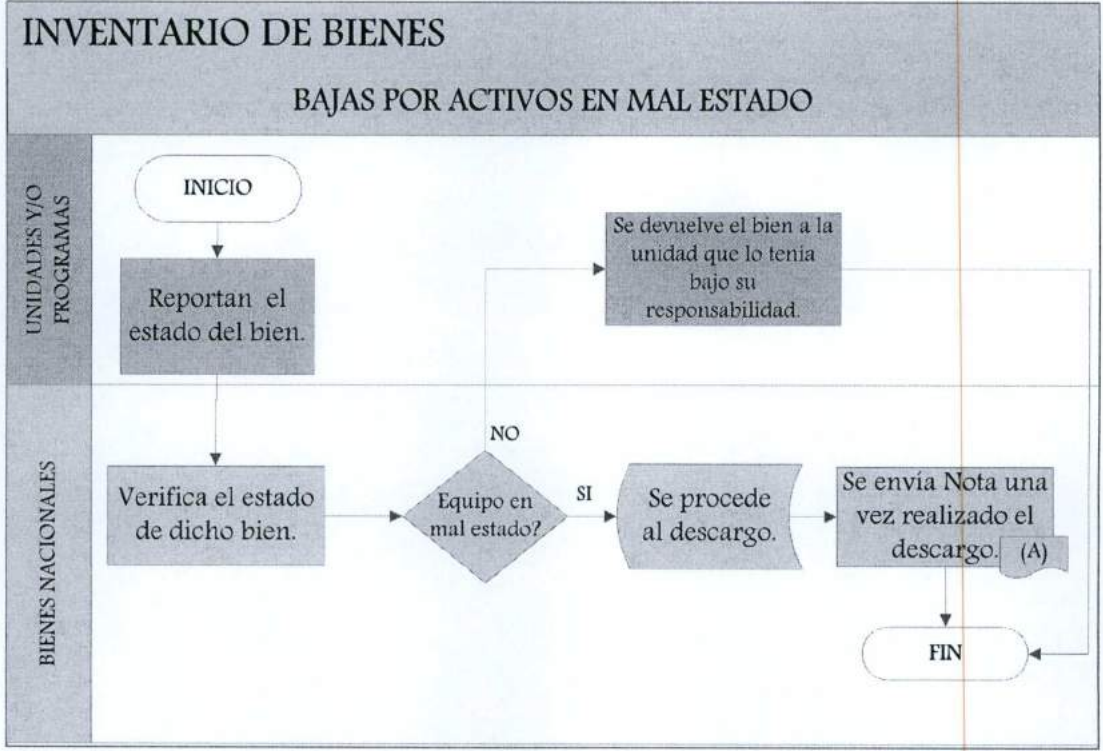 INVENTARIO DE BIENES
BAJAS POR ACTIVOS EN MAL ESTADO
UNIDADES Y/O
PROGRAMAS
INICIO
Reportan el
estado del bien.
Se devuelve el bien a la
unidad que lo tenia
bajo su
responsabilidad.
BIENES NACIONALES
Verifica el estado
de dicho bien.
NO
Equipo en
mal estado?
SI
Se procede
al descargo.
Se envía Nota una
vez realizado el
descargo.
(A)
FIN